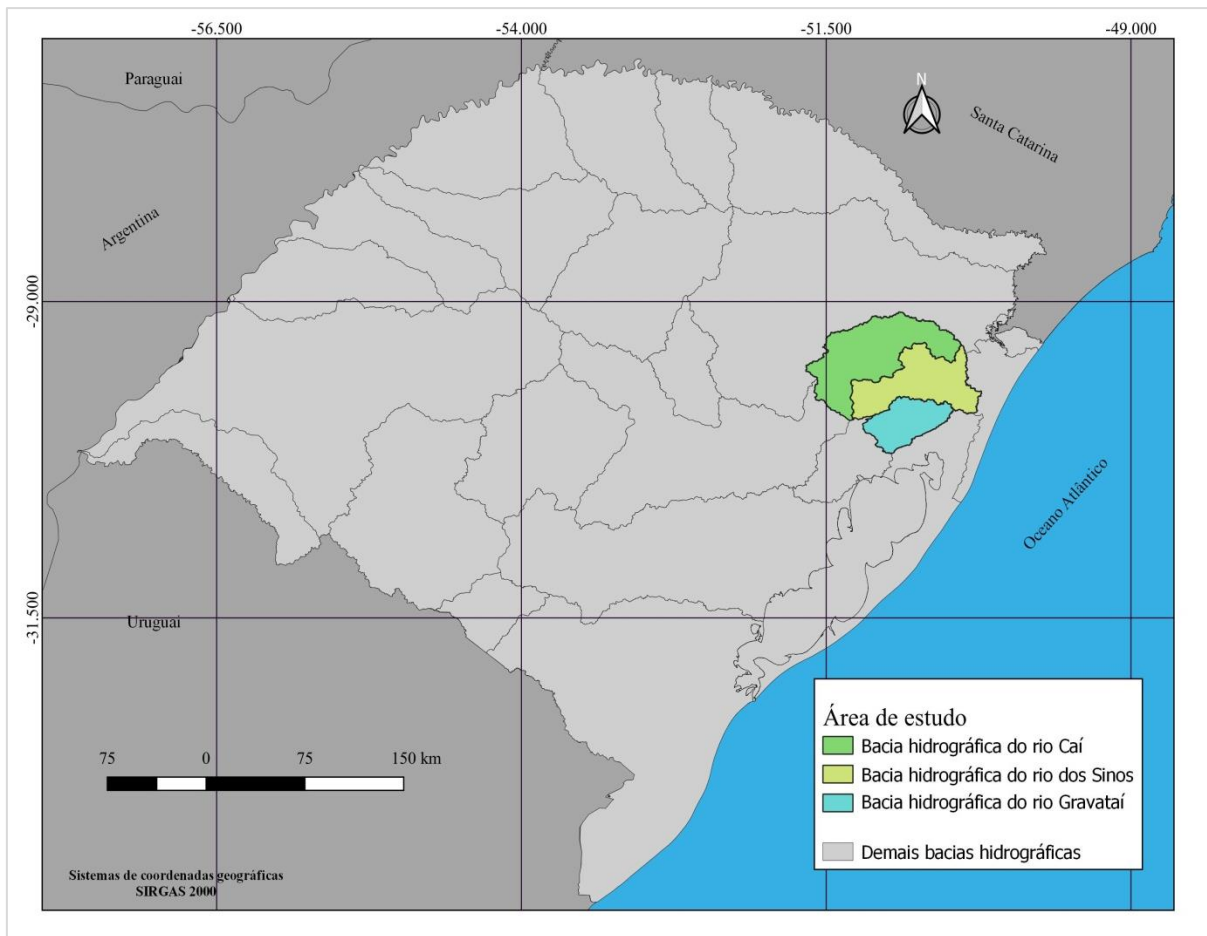 -56.500
-54.000
-51.500
-49.000
Paraguai
N
Santa Catarina
Argentina
-29.000
Oceano Atlântico
-31.500
Uruguai
Área de estudo
Bacia hidrográfica do rio Caí
Bacia hidrográfica do rio dos Sinos
Bacia hidrográfica do rio Gravataí
Demais bacias hidrográficas
75 0 75 150 km
Sistemas de coordenadas geográficas
SIRGAS 2000